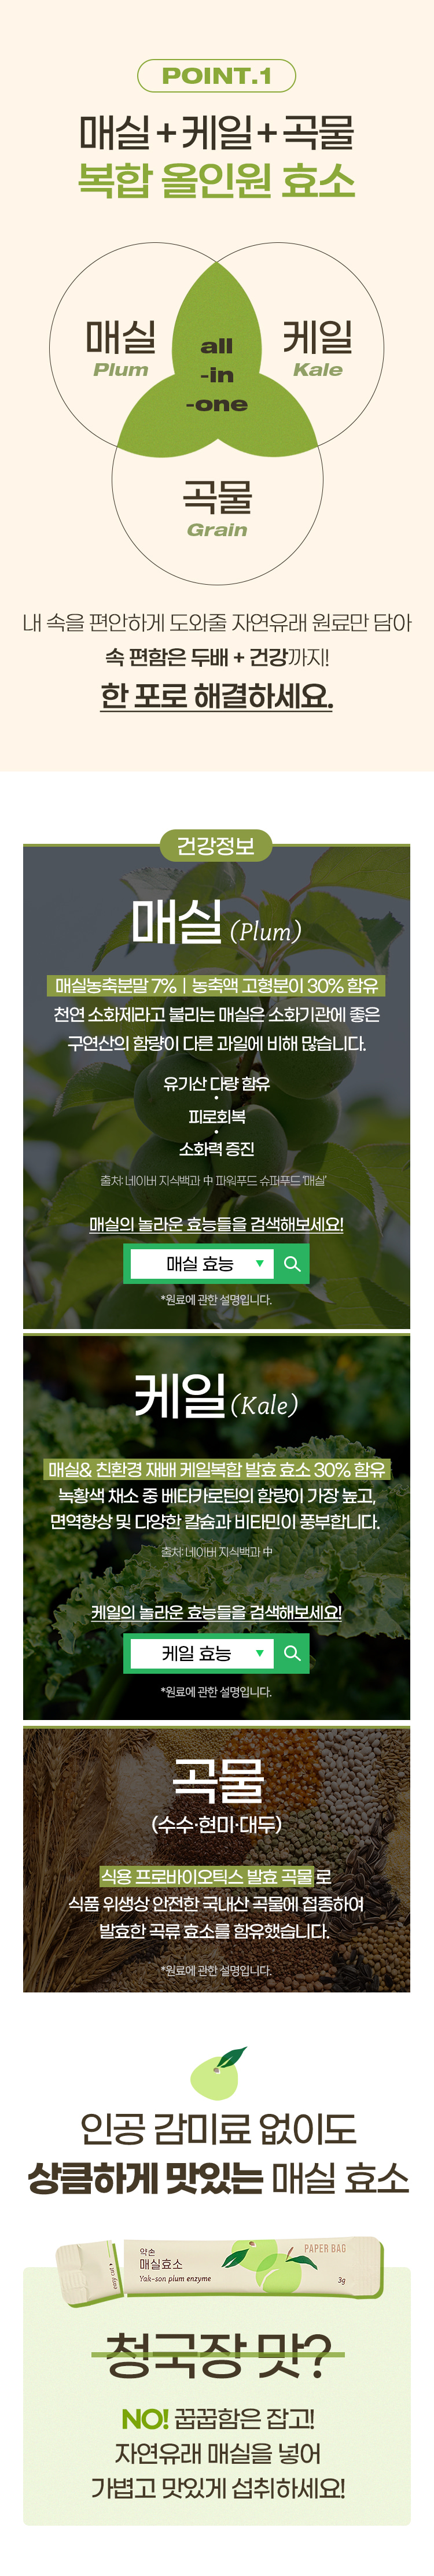 POINT.1
매실+케일+곡물
복합 올인원 효소
매실
Plum
케일
Kale
all
-in
-one
곡물
Grain
내 속을 편안하게 도와줄 자연유래 원료만 담아
속 편함은 두배 + 건강까지!
한 포로 해결하세요.
건강정보
매실 (Plum)
매실농축분말 7% | 농축액 고형분이 30% 함유
천연 소화제라고 불리는 매실은 소화기관에 좋은
구연산의 함량이 다른 과일에 비해 많습니다.
유기산 다량 함유
피로회복
소화력 증진
출처: 네이버 지식백과 中 파워푸드 슈퍼푸드 '매실'
매실의 놀라운 효능들을 검색해보세요!
매실 효능
*원료에 관한 설명입니다.
케일 (Kale)
매실& 친환경 재배 케일복합 발효 효소 30% 함유
녹황색 채소 중 베타카로틴의 함량이 가장 높고,
면역향상 및 다양한 칼슘과 비타민이 풍부합니다.
출처: 네이버 지식백과 中
케일의 놀라운 효능들을 검색해보세요!
케일 효능
*원료에 관한 설명입니다.
곡물
(수수·현미·대두)
식용 프로바이오틱스 발효 곡물로
식품 위생상 안전한 국내산 곡물에 접종하여
발효한 곡류 효소를 함유했습니다.
*원료에 관한 설명입니다.
인공 감미료 없이도
상큼하게 맛있는 매실 효소
easy cut
약손
매실효소
Yak-son plum enzyme
PAPER BAG
3g
청국장 맛?
NO! 꿉꿉함은 잡고!
자연유래 매실을 넣어
가볍고 맛있게 섭취하세요!